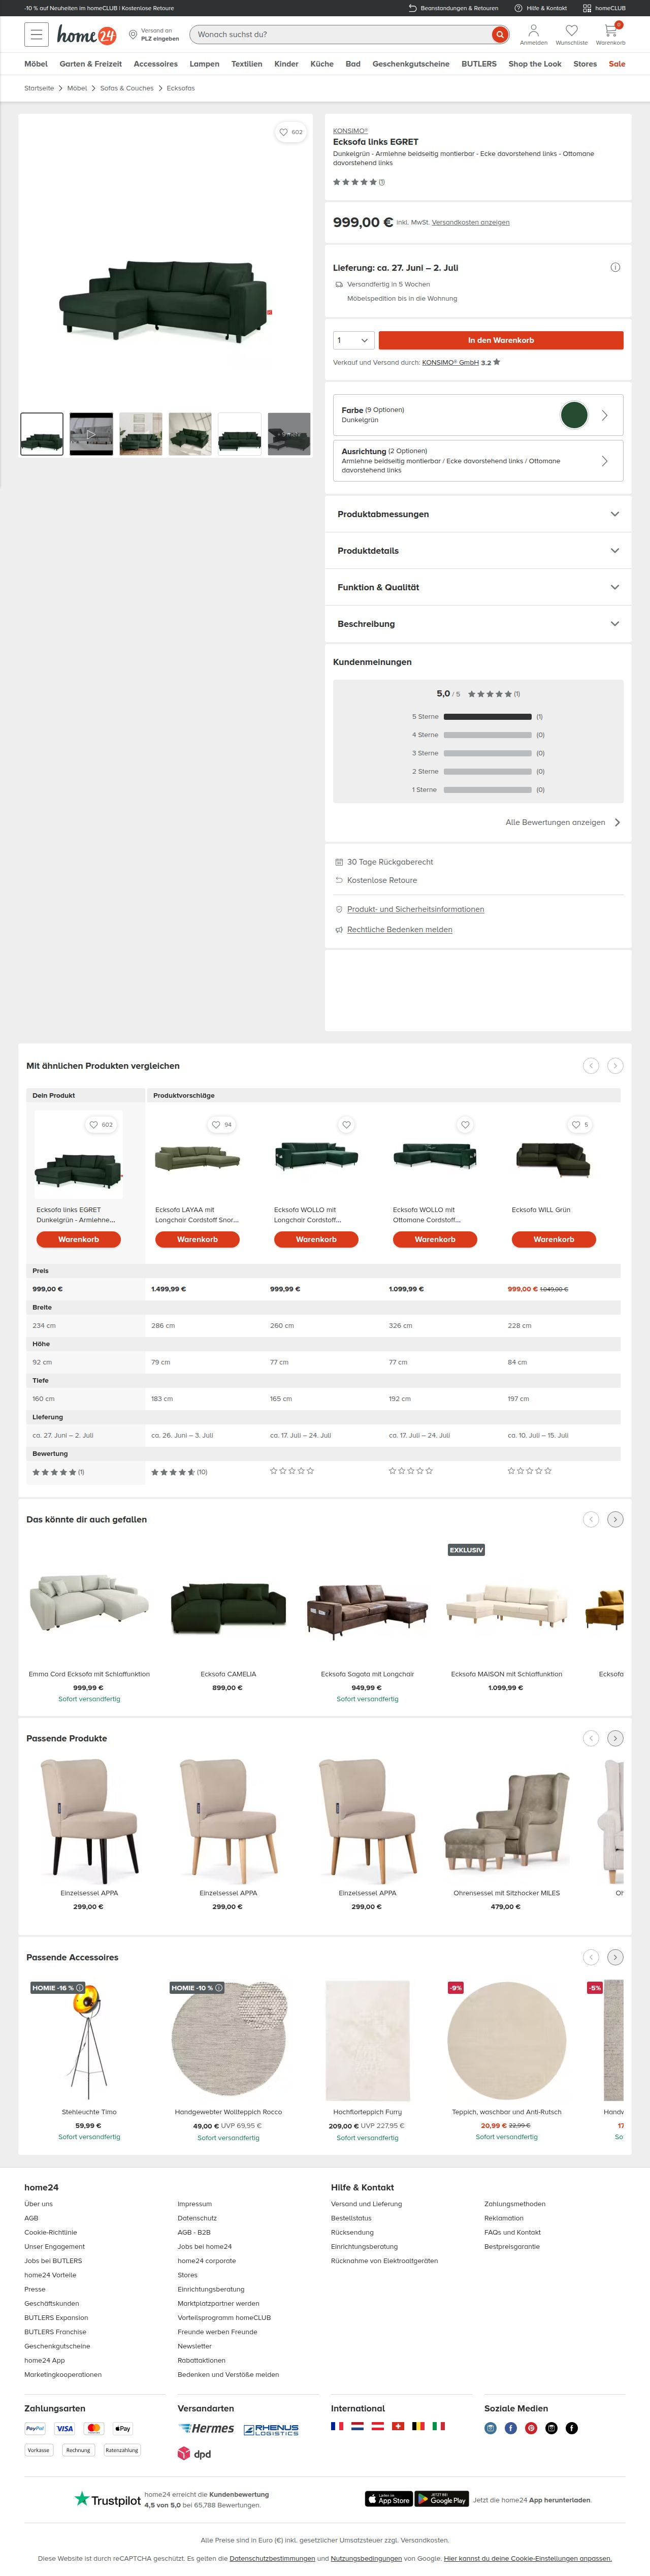 -10 % auf Neuheiten im homeCLUB | Kostenlose Retoure
Beanstandungen & Retouren
Hilfe & Kontakt
homeCLUB
home24
Versand an
PLZ eingeben
Wonach suchst du?
Anmelden
Wunschliste
0
Warenkorb
Möbel
Garten & Freizeit
Accessoires
Lampen
Textilien
Kinder
Küche
Bad
Geschenkgutscheine
BUTLERS
Shop the Look
Stores
Sale
Startseite
Möbel
Sofas & Couches
Ecksofas
602
KONSIMO®
Ecksofa links EGRET
Dunkelgrün - Armlehne beidseitig montierbar - Ecke davorstehend links - Ottomane
davorstehend links
(1)
999,00 € inkl. MwSt. Versandkosten anzeigen
Lieferung: ca. 27. Juni – 2. Juli
Versandfertig in 5 Wochen
Möbelspedition bis in die Wohnung
1
In den Warenkorb
Verkauf und Versand durch: KONSIMO® GmbH 3.2
Farbe (9 Optionen)
Dunkelgrün
Ausrichtung (2 Optionen)
Armlehne beidseitig montierbar / Ecke davorstehend links / Ottomane
davorstehend links
Produktabmessungen
Produktdetails
Funktion & Qualität
Beschreibung
Kundenmeinungen
5,0 / 5 (1)
5 Sterne (1)
4 Sterne (0)
3 Sterne (0)
2 Sterne (0)
1 Sterne (0)
Alle Bewertungen anzeigen
30 Tage Rückgaberecht
Kostenlose Retoure
Produkt- und Sicherheitsinformationen
Rechtliche Bedenken melden
Mit ähnlichen Produkten vergleichen
Dein Produkt
Produktvorschläge
602
94
5
Ecksofa links EGRET
Dunkelgrün - Armlehne...
Ecksofa LAYAA mit
Longchair Cordstoff Snor...
Ecksofa WOLLO mit
Longchair Cordstoff...
Ecksofa WOLLO mit
Ottomane Cordstoff...
Ecksofa WILL Grün
Warenkorb
Warenkorb
Warenkorb
Warenkorb
Warenkorb
Preis
999,00 €
1.499,99 €
999,99 €
1.099,99 €
999,00 € 1.049,00 €
Breite
234 cm
286 cm
260 cm
326 cm
228 cm
Höhe
92 cm
79 cm
77 cm
77 cm
84 cm
Tiefe
160 cm
183 cm
165 cm
192 cm
197 cm
Lieferung
ca. 27. Juni – 2. Juli
ca. 26. Juni – 3. Juli
ca. 17. Juli – 24. Juli
ca. 17. Juli – 24. Juli
ca. 10. Juli – 15. Juli
Bewertung
(1)
(10)
Das könnte dir auch gefallen
EXKLUSIV
Emma Cord Ecksofa mit Schlaffunktion
999,99 €
Sofort versandfertig
Ecksofa CAMELIA
899,00 €
Ecksofa Sagata mit Longchair
949,99 €
Sofort versandfertig
Ecksofa MAISON mit Schlaffunktion
1.099,99 €
Ecksofa
Passende Produkte
Einzelsessel APPA
299,00 €
Einzelsessel APPA
299,00 €
Einzelsessel APPA
299,00 €
Ohrensessel mit Sitzhocker MILES
479,00 €
Oh
Passende Accessoires
HOMIE -16 %
HOMIE -10 %
-9%
-5%
Stehleuchte Timo
59,99 €
Sofort versandfertig
Handgewebter Wollteppich Rocco
49,00 € UVP 69,95 €
Sofort versandfertig
Hochflorteppich Furry
209,00 € UVP 227,95 €
Sofort versandfertig
Teppich, waschbar und Anti-Rutsch
20,99 € 22,99 €
Sofort versandfertig
Handw
17
So
home24
Über uns
AGB
Cookie-Richtlinie
Unser Engagement
Jobs bei BUTLERS
home24 Vorteile
Presse
Geschäftskunden
BUTLERS Expansion
BUTLERS Franchise
Geschenkgutscheine
home24 App
Marketingkooperationen
Impressum
Datenschutz
AGB - B2B
Jobs bei home24
home24 corporate
Stores
Einrichtungsberatung
Marktplatzpartner werden
Vorteilsprogramm homeCLUB
Freunde werben Freunde
Newsletter
Rabattaktionen
Bedenken und Verstöße melden
Hilfe & Kontakt
Versand und Lieferung
Bestellstatus
Rücksendung
Einrichtungsberatung
Rücknahme von Elektroaltgeräten
Zahlungsmethoden
Reklamation
FAQs und Kontakt
Bestpreisgarantie
Zahlungsarten
PayPal
VISA
mastercard
Pay
Vorkasse
Rechnung
Ratenzahlung
Versandarten
Hermes
RHENUS
LOGISTICS
dpd
International
Soziale Medien
Trustpilot
home24 erreicht die Kundenbewertung
4,5 von 5,0 bei 65,788 Bewertungen.
Laden im
App Store
JETZT BEI
Google Play
Jetzt die home24 App herunterladen.
Alle Preise sind in Euro (€) inkl. gesetzlicher Umsatzsteuer zzgl. Versandkosten.
Diese Website ist durch reCAPTCHA geschützt. Es gelten die Datenschutzbestimmungen und Nutzungsbedingungen von Google. Hier kannst du deine Cookie-Einstellungen anpassen.